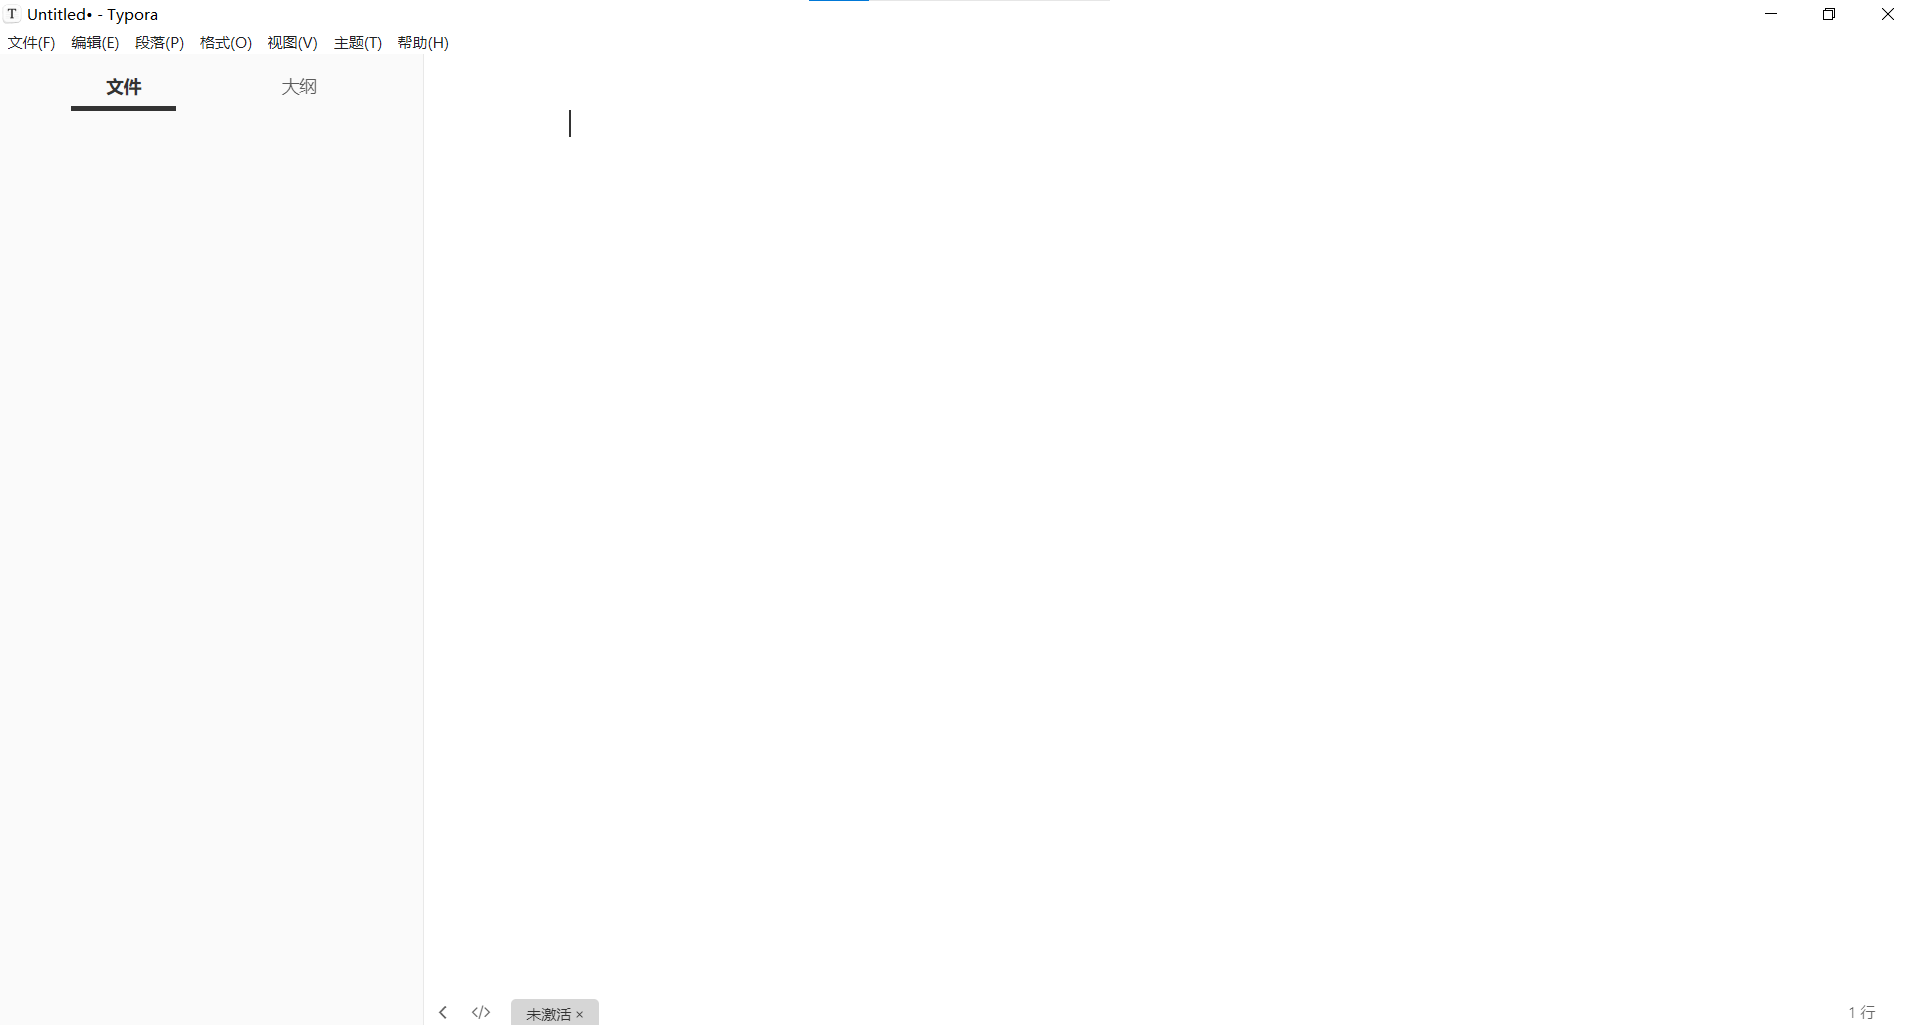 T Untitled• - Typora
文件(F) 编辑(E) 段落(P) 格式(O) 视图(V) 主题(T) 帮助(H)
文件 大纲
</> 未激活 × 1 行